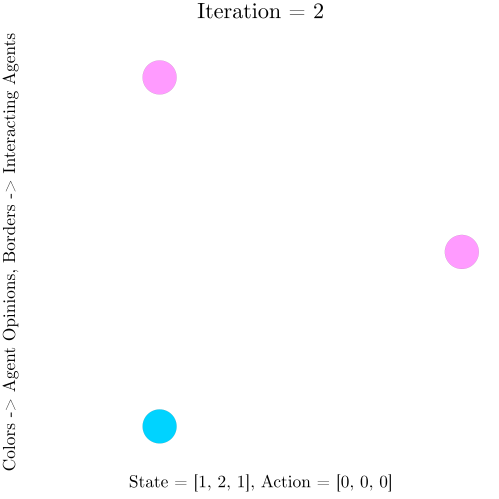 Iteration = 2
Colors -> Agent Opinions, Borders -> Interacting Agents
State = [1, 2, 1], Action = [0, 0, 0]